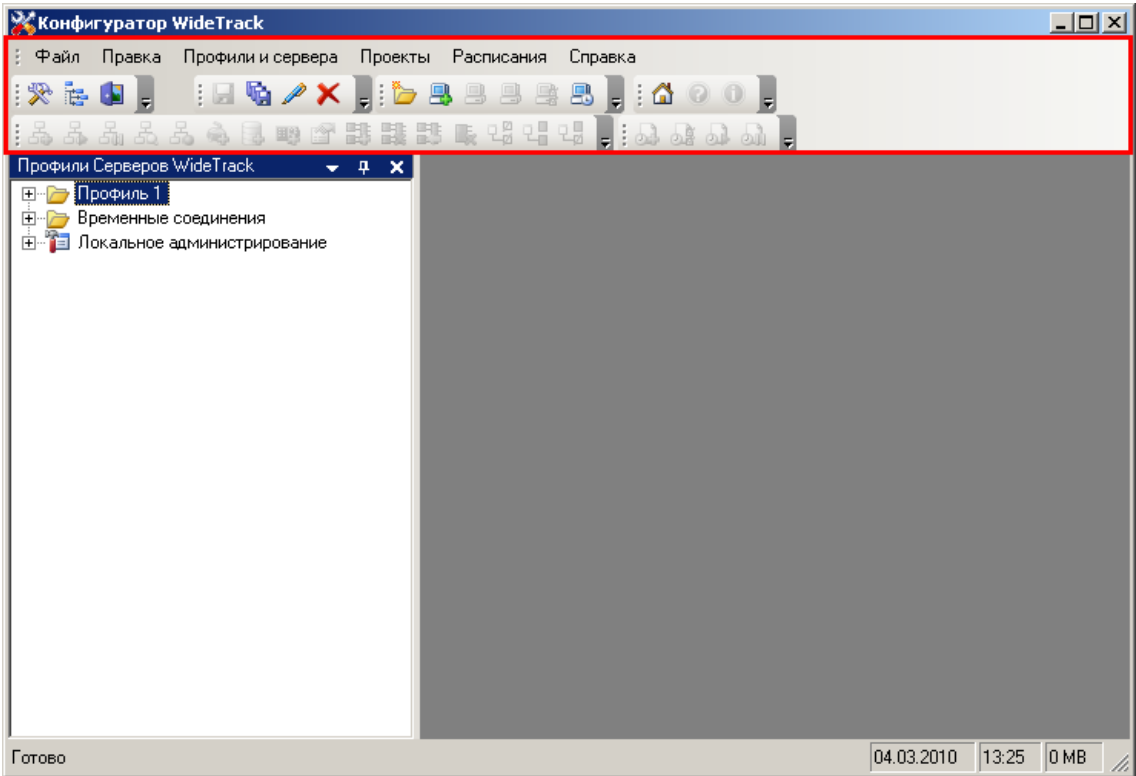 Конфигуратор WideTrack
Файл Правка Профили и сервера Проекты Расписания Справка
Профили Серверов WideTrack
Профиль 1
Временные соединения
Локальное администрирование
Готово 04.03.2010 13:25 0 MB